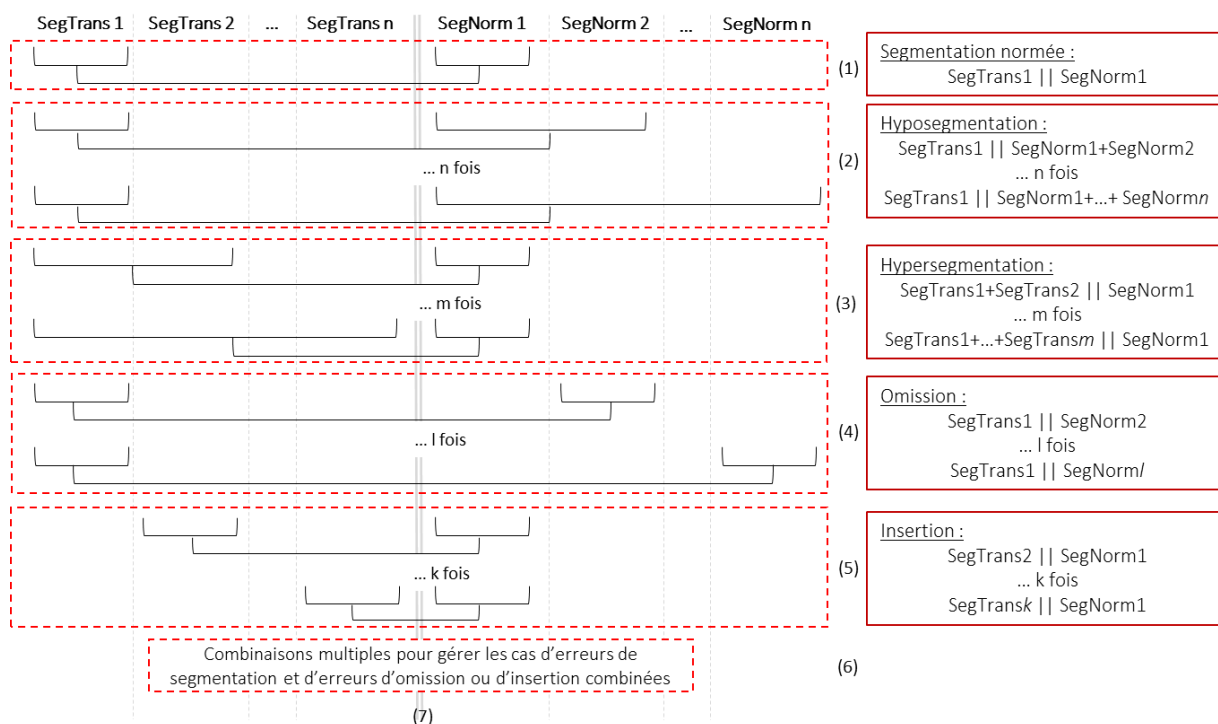 SegTrans 1 SegTrans 2 ... SegTrans n SegNorm 1 SegNorm 2 ... SegNorm n
(1)
Segmentation normée :
SegTrans1 || SegNorm1
... n fois
(2)
Hyposegmentation :
SegTrans1 || SegNorm1+SegNorm2
... n fois
SegTrans1 || SegNorm1+...+ SegNormn
... m fois
(3)
Hypersegmentation :
SegTrans1+SegTrans2 || SegNorm1
... m fois
SegTrans1+...+SegTransm || SegNorm1
... l fois
(4)
Omission :
SegTrans1 || SegNorm2
... l fois
SegTrans1 || SegNorml
... k fois
(5)
Insertion :
SegTrans2 || SegNorm1
... k fois
SegTransk || SegNorm1
Combinaisons multiples pour gérer les cas d'erreurs de
segmentation et d'erreurs d'omission ou d'insertion combinées
(6)
(7)